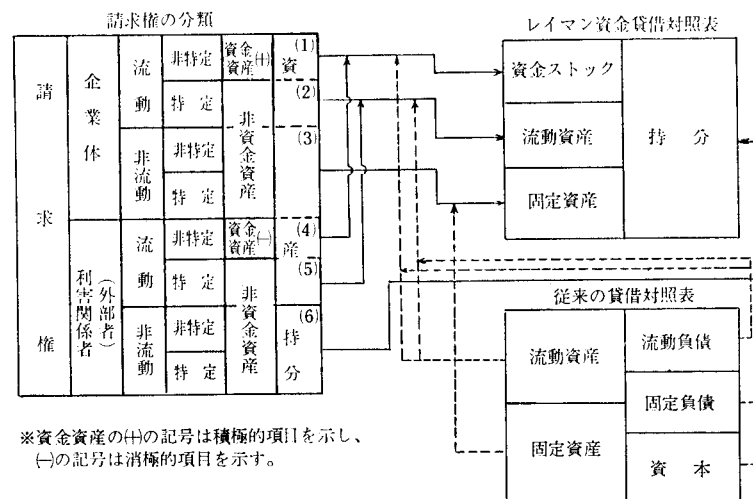 請求権の分類
請求権
企業体
流動
非特定
特定
非流動
非特定
特定
資金資産(+)
非資金資産
(1)
資
(2)
(3)
利害関係者
(外部者)
流動
非特定
特定
非流動
非特定
特定
資金資産(-)
非資金資産
(4)
産
(5)
(6)
持分
※資金資産の(+)の記号は積極的項目を示し、
(-)の記号は消極的項目を示す。
レイマン資金貸借対照表
資金ストック
流動資産
固定資産
持分
従来の貸借対照表
流動資産
固定資産
流動負債
固定負債
資本